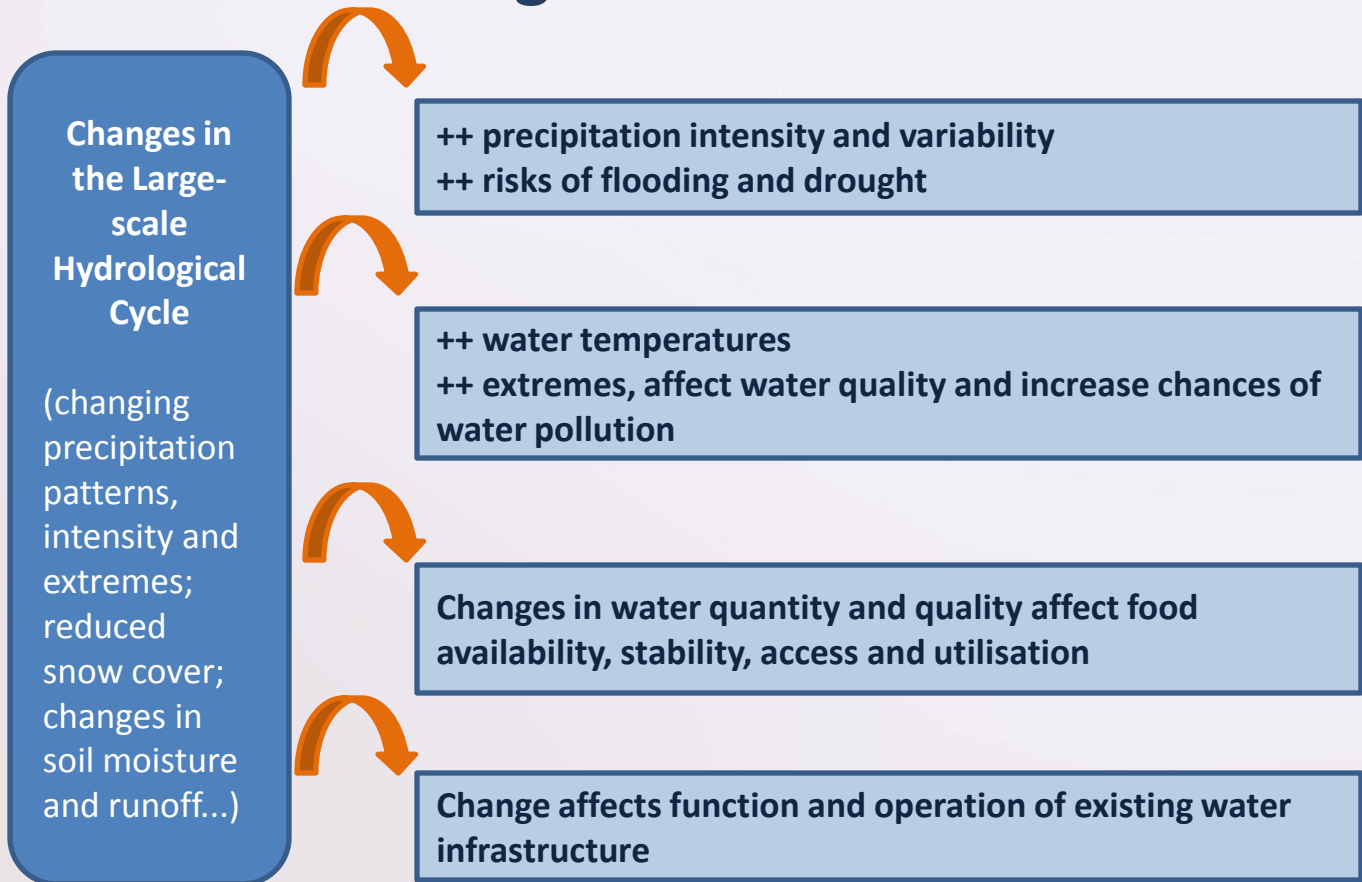 Changes in
the Large-
scale
Hydrological
Cycle
(changing
precipitation
patterns,
intensity and
extremes;
reduced
snow cover;
changes in
soil moisture
and runoff...)
++ precipitation intensity and variability
++ risks of flooding and drought
++ water temperatures
++ extremes, affect water quality and increase chances of
water pollution
Changes in water quantity and quality affect food
availability, stability, access and utilisation
Change affects function and operation of existing water
infrastructure